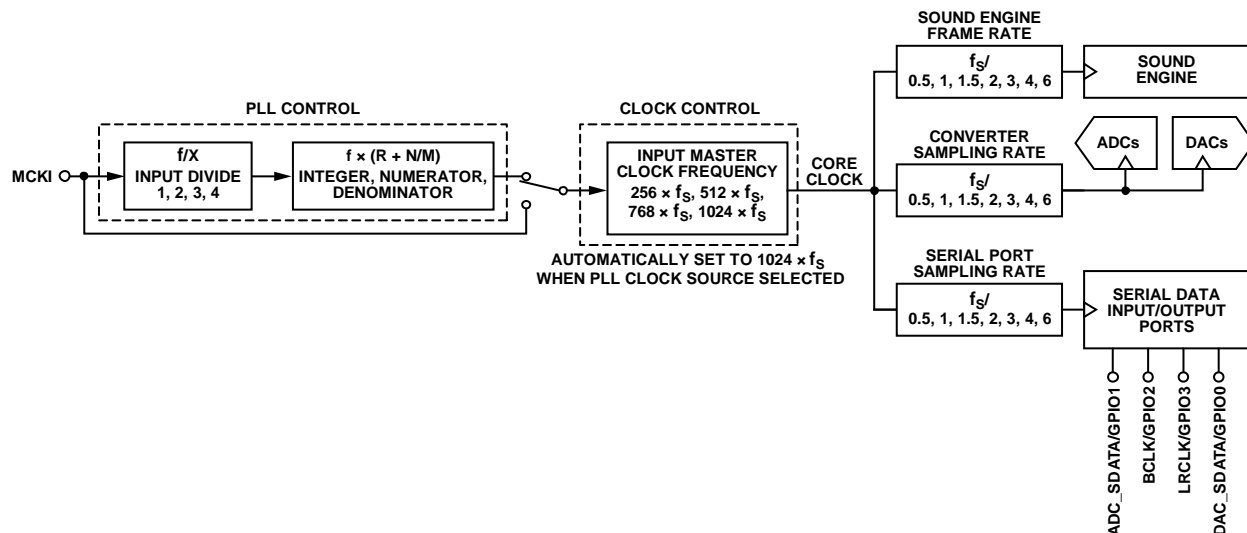 SOUND ENGINE
FRAME RATE
fS/
0.5, 1, 1.5, 2, 3, 4, 6
SOUND
ENGINE
PLL CONTROL
CLOCK CONTROL
MCKI
f/X
INPUT DIVIDE
1, 2, 3, 4
f × (R + N/M)
INTEGER, NUMERATOR,
DENOMINATOR
INPUT MASTER
CLOCK FREQUENCY
256 × fS, 512 × fS,
768 × fS, 1024 × fS
AUTOMATICALLY SET TO 1024 × fS
WHEN PLL CLOCK SOURCE SELECTED
CORE
CLOCK
CONVERTER
SAMPLING RATE
fS/
0.5, 1, 1.5, 2, 3, 4, 6
ADCs
DACs
SERIAL PORT
SAMPLING RATE
fS/
0.5, 1, 1.5, 2, 3, 4, 6
SERIAL DATA
INPUT/OUTPUT
PORTS
ADC_SDATA/GPIO1
BCLK/GPIO2
LRCLK/GPIO3
DAC_SDATA/GPIO0